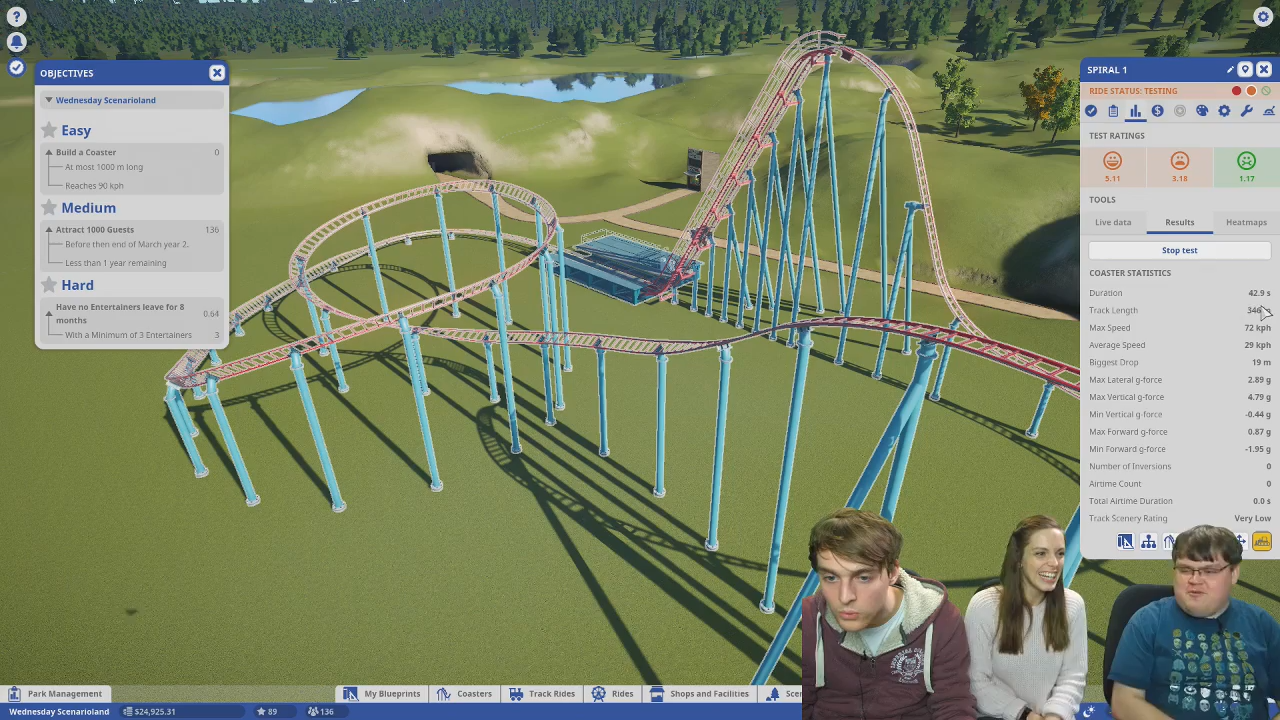 OBJECTIVES
Wednesday Scenarioland
Easy
Build a Coaster 0
At most 1000 m long
Reaches 90 kph
Medium
Attract 1000 Guests 136
Before then end of March year 2.
Less than 1 year remaining
Hard
Have no Entertainers leave for 8 months 0.64
With a Minimum of 3 Entertainers 3
SPIRAL 1
RIDE STATUS: TESTING
TEST RATINGS
5.11 3.18 1.17
TOOLS
Live data Results Heatmaps
Stop test
COASTER STATISTICS
Duration 42.9 s
Track Length
Max Speed 72 kph
Average Speed 29 kph
Biggest Drop 19 m
Max Lateral g-force 2.89 g
Max Vertical g-force 4.79 g
Min Vertical g-force -0.44 g
Max Forward g-force 0.87 g
Min Forward g-force -1.95 g
Number of Inversions 0
Airtime Count 0
Total Airtime Duration 0.0 s
Track Scenery Rating Very Low
Park Management My Blueprints Coasters Track Rides Rides Shops and Facilities
Wednesday Scenarioland $24,925.31 89 136